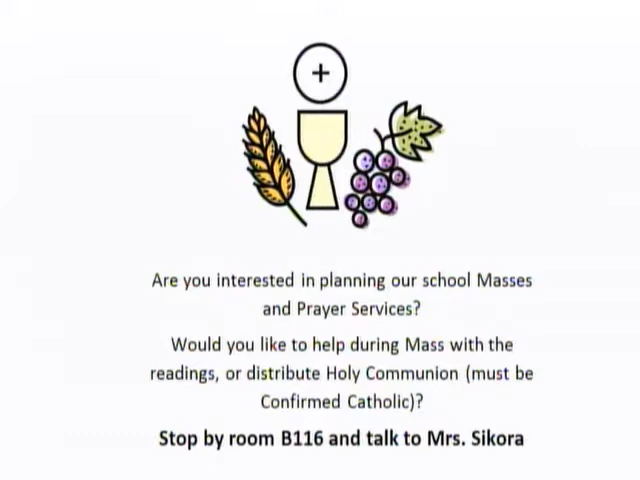 Are you interested in planning our school Masses
and Prayer Services?
Would you like to help during Mass with the
readings, or distribute Holy Communion (must be
Confirmed Catholic)?
Stop by room B116 and talk to Mrs. Sikora